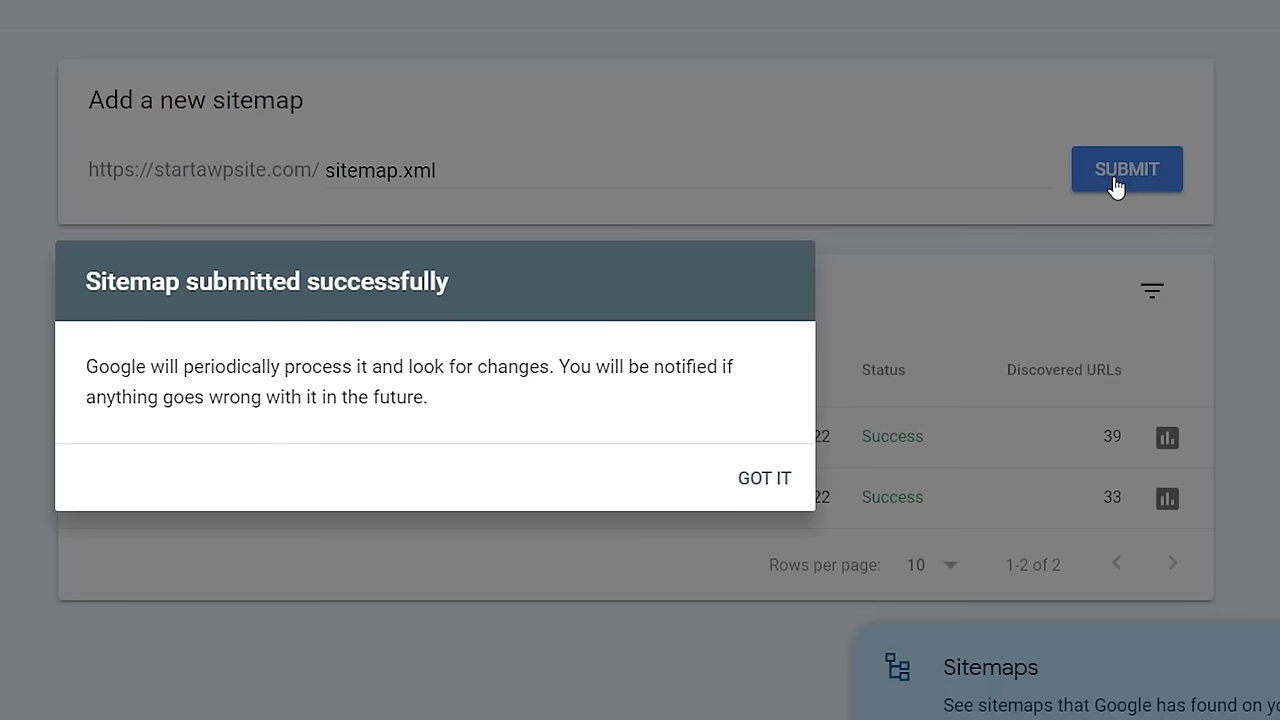 Add a new sitemap
https://startawpsite.com/ sitemap.xml
SUBMIT
Sitemap submitted successfully
Google will periodically process it and look for changes. You will be notified if
anything goes wrong with it in the future.
GOT IT
Status Discovered URLs
22 Success 39
22 Success 33
Rows per page: 10 1-2 of 2
Sitemaps
See sitemaps that Google has found on